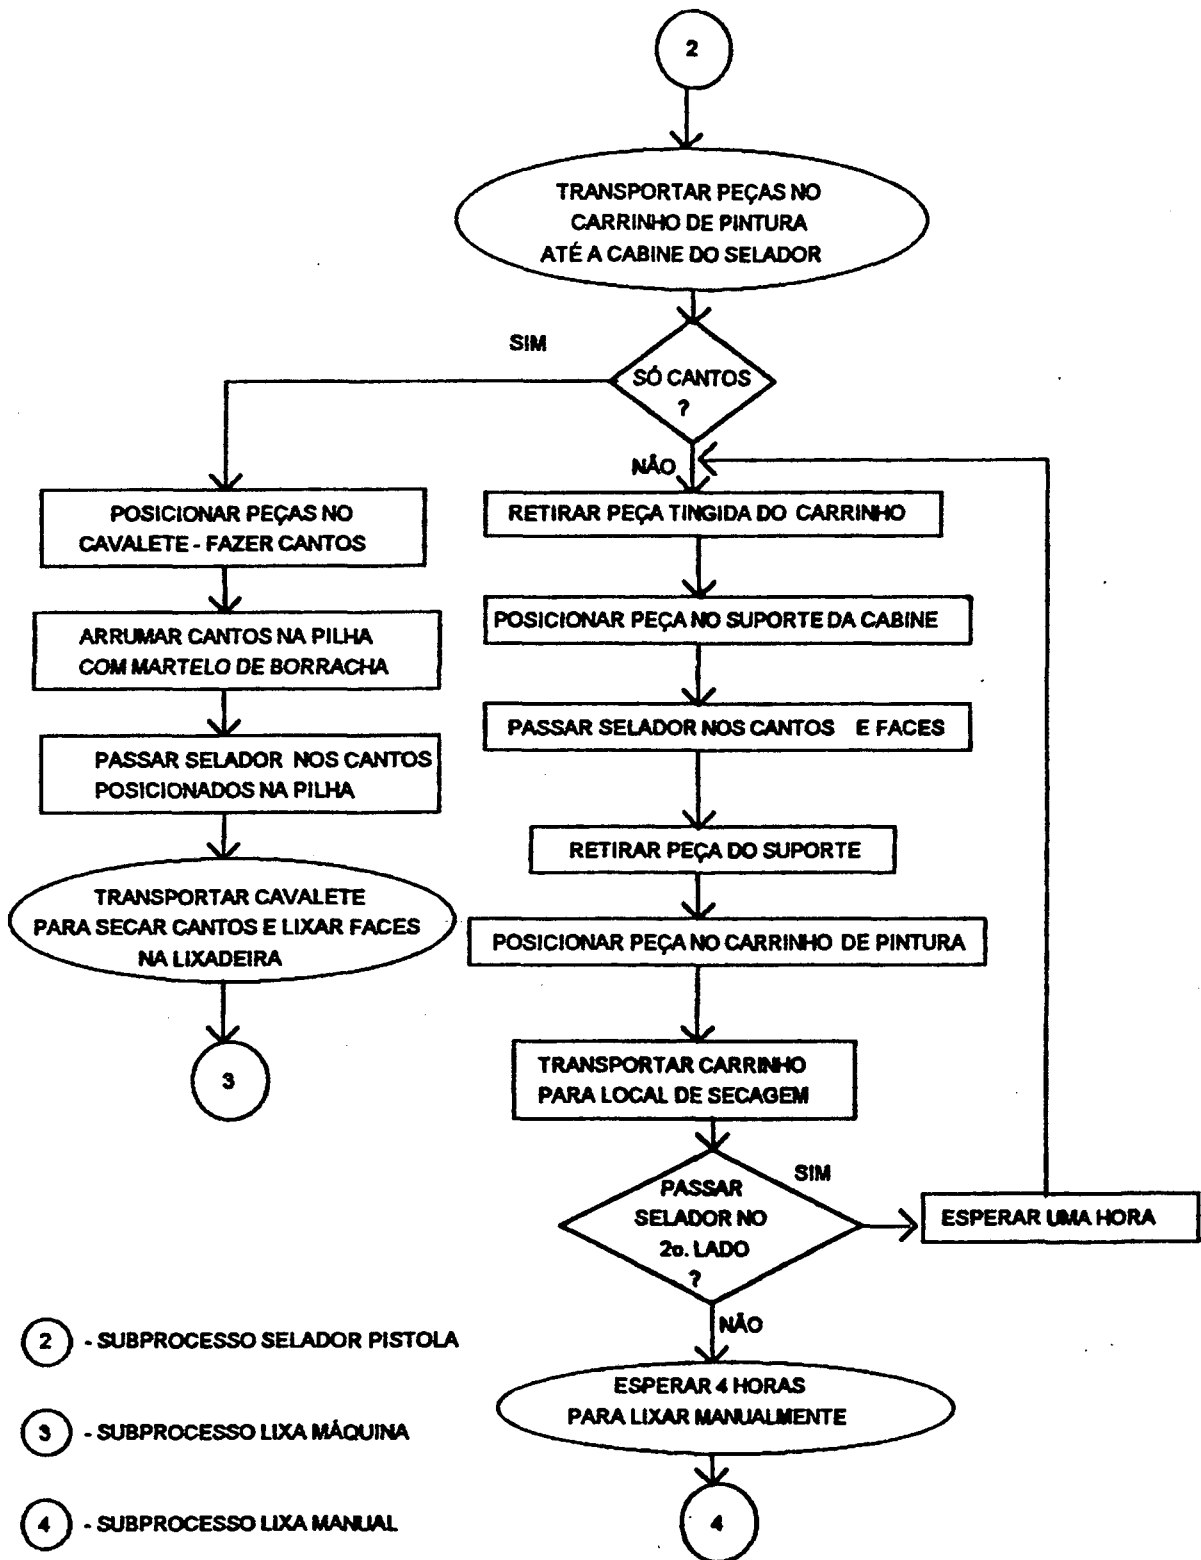 2
TRANSPORTAR PEÇAS NO
CARRINHO DE PINTURA
ATÉ A CABINE DO SELADOR
SIM
SÓ CANTOS
?
NÃO
POSICIONAR PEÇAS NO
CAVALETE - FAZER CANTOS
ARRUMAR CANTOS NA PILHA
COM MARTELO DE BORRACHA
PASSAR SELADOR NOS CANTOS
POSICIONADOS NA PILHA
TRANSPORTAR CAVALETE
PARA SECAR CANTOS E LIXAR FACES
NA LIXADEIRA
3
RETIRAR PEÇA TINGIDA DO CARRINHO
POSICIONAR PEÇA NO SUPORTE DA CABINE
PASSAR SELADOR NOS CANTOS E FACES
RETIRAR PEÇA DO SUPORTE
POSICIONAR PEÇA NO CARRINHO DE PINTURA
TRANSPORTAR CARRINHO
PARA LOCAL DE SECAGEM
PASSAR
SELADOR NO
2o. LADO
?
SIM
ESPERAR UMA HORA
NÃO
ESPERAR 4 HORAS
PARA LIXAR MANUALMENTE
4
2 - SUBPROCESSO SELADOR PISTOLA
3 - SUBPROCESSO LIXA MÁQUINA
4 - SUBPROCESSO LIXA MANUAL